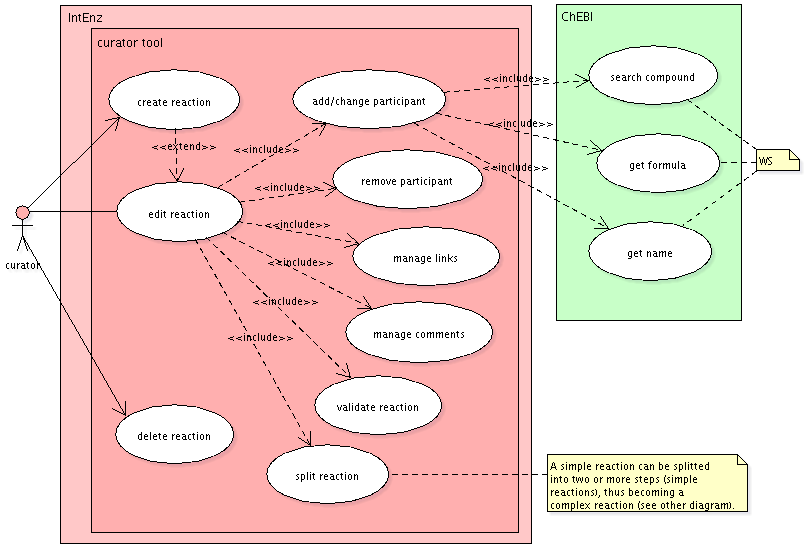 IntEnz
ChEBI
curator tool
create reaction
add/change participant
<<include>>
search compound
<<extend>>
<<include>>
<<include>>
WS
get formula
<<include>>
remove participant
<<include>>
edit reaction
<<include>>
manage links
get name
curator
<<include>>
<<include>>
manage comments
<<include>>
validate reaction
delete reaction
split reaction
A simple reaction can be splitted
into two or more steps (simple
reactions), thus becoming a
complex reaction (see other diagram).